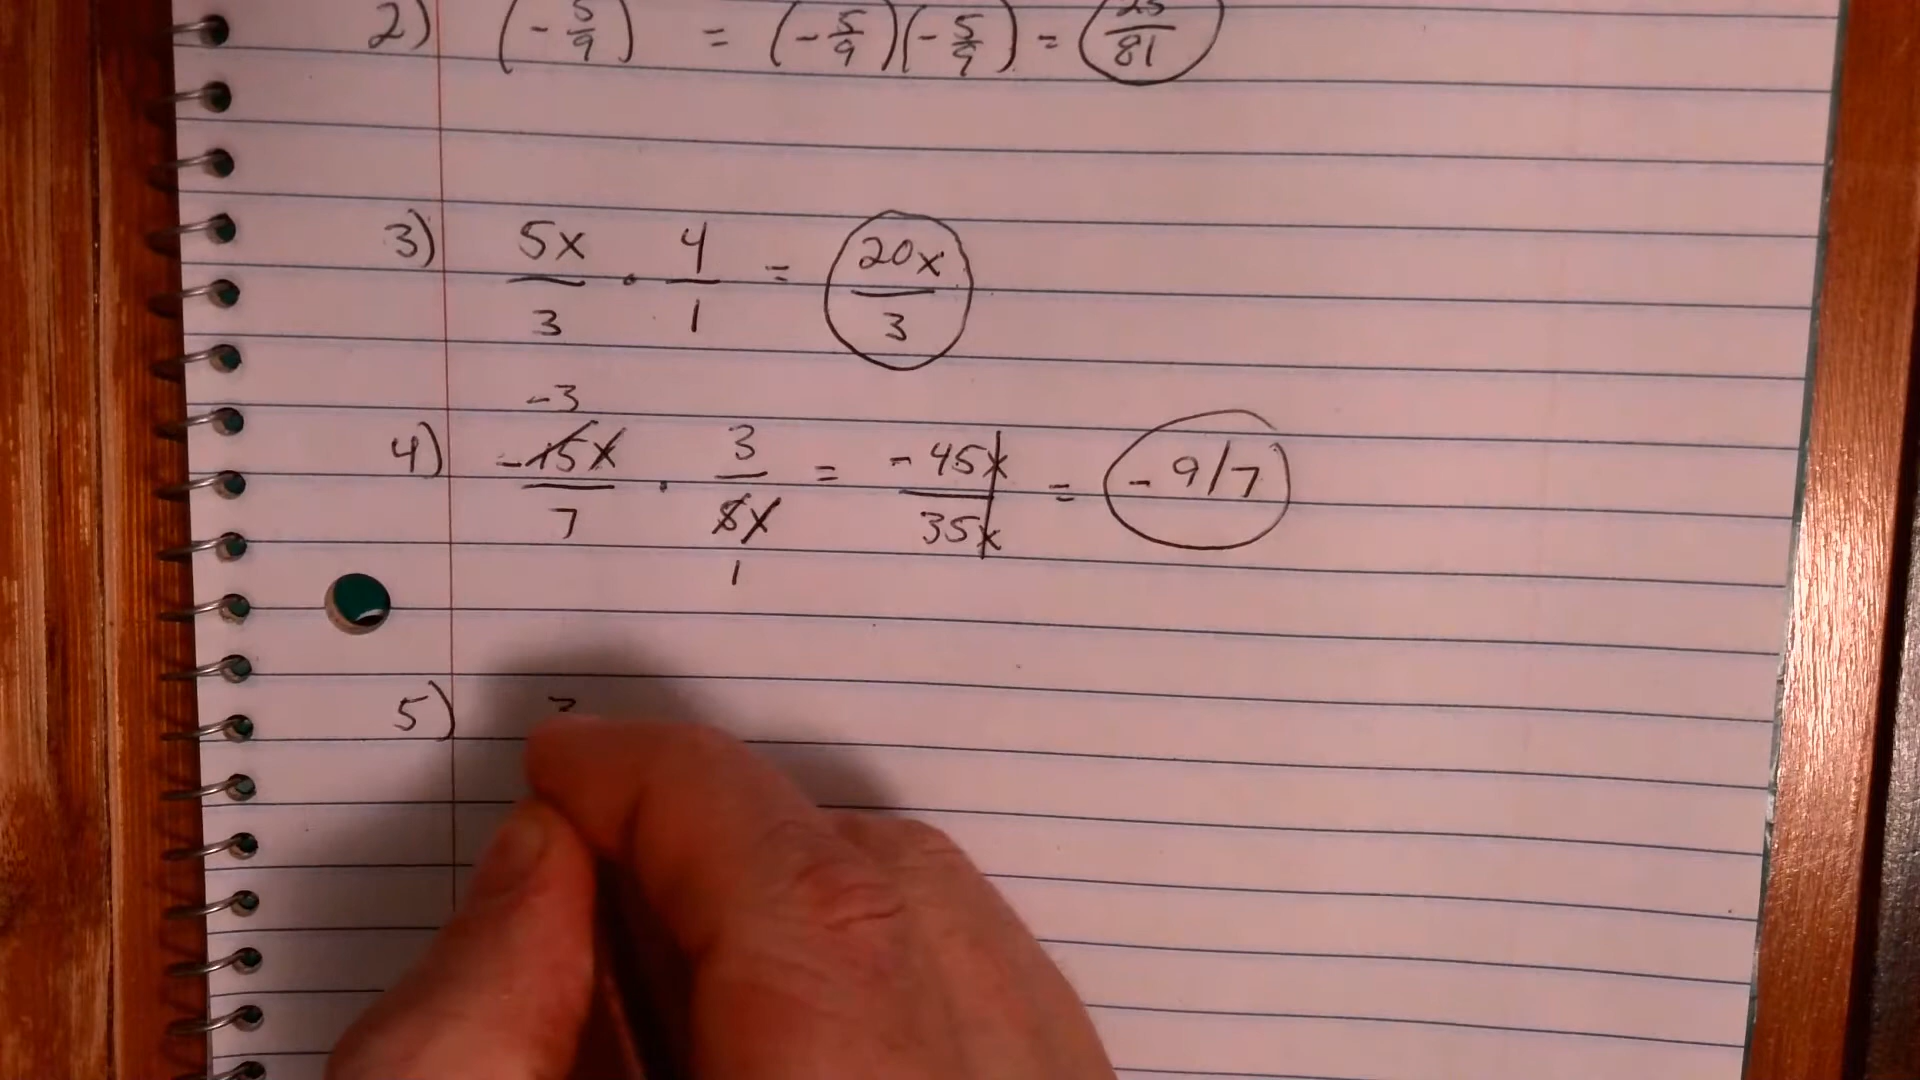 2) (-5/9) = (-5/9)(-5/9) = 25/81
3) 5x/3 · 4/1 = 20x/3
-3
4) -15x/7 · 3/5x = -45x/35x = -9/7
1
5)